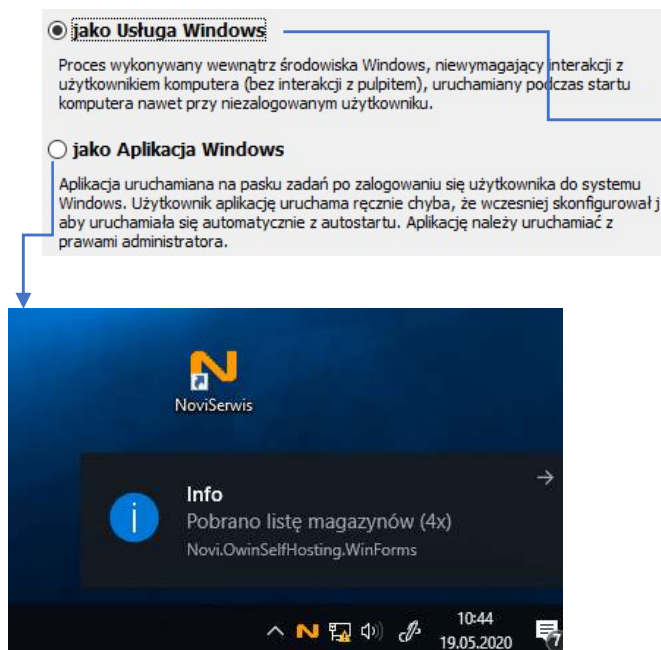 jako Usługa Windows
Proces wykonywany wewnątrz środowiska Windows, niewymagający interakcji z
użytkownikiem komputera (bez interakcji z pulpitem), uruchamiany podczas startu
komputera nawet przy niezalogowanym użytkowniku.
jako Aplikacja Windows
Aplikacja uruchamiana na pasku zadań po zalogowaniu się użytkownika do systemu
Windows. Użytkownik aplikację uruchama ręcznie chyba, że wczesniej skonfigurował j
aby uruchamiała się automatycznie z autostartu. Aplikację należy uruchamiać z
prawami administratora.
NoviSerwis
Info
Pobrano listę magazynów (4x)
Novi.OwinSelfHosting.WinForms
10:44
19.05.2020
7